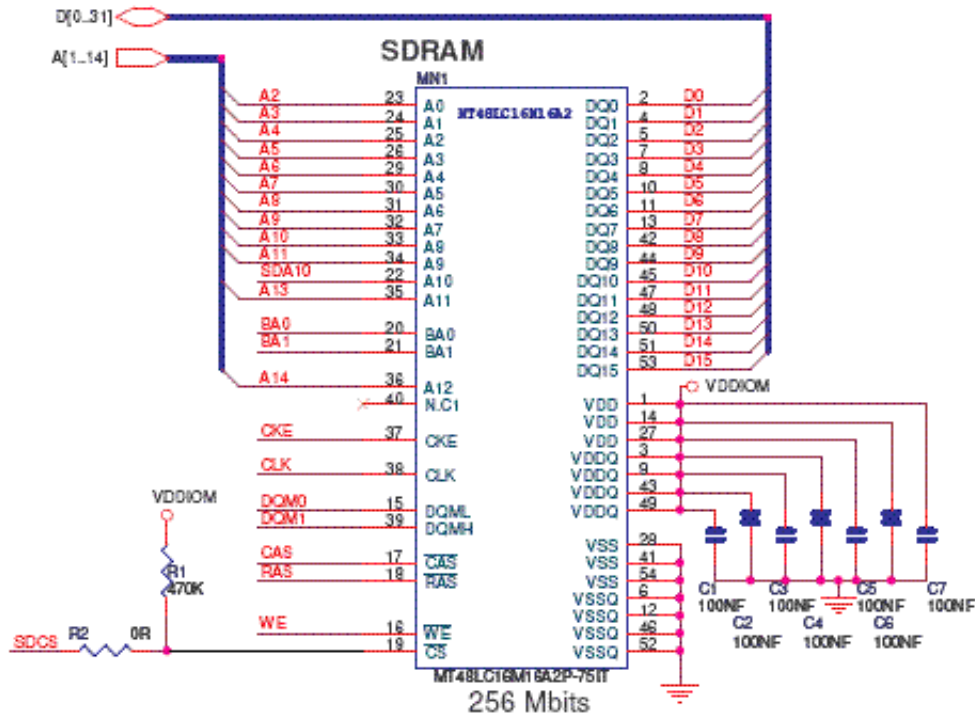 D[0..31]
A[1..14]
SDRAM
MN1
MT48LC16M16A2
A2 23 A0 DQ0 2 D0
A3 24 A1 DQ1 4 D1
A4 25 A2 DQ2 5 D2
A5 26 A3 DQ3 7 D3
A6 29 A4 DQ4 8 D4
A7 30 A5 DQ5 10 D5
A8 31 A6 DQ6 11 D6
A9 32 A7 DQ7 13 D7
A10 33 A8 DQ8 42 D8
A11 34 A9 DQ9 44 D9
SDA10 22 A10 DQ10 45 D10
A13 35 A11 DQ11 47 D11
DQ12 48 D12
BA0 20 BA0 DQ13 50 D13
BA1 21 BA1 DQ14 51 D14
DQ15 53 D15
A14 36 A12
VDDIOM
40 N.C1 VDD 1
VDD 14
CKE 37 CKE VDD 27
VDDQ 3
CLK 38 CLK VDDQ 9
VDDQ 43
DQM0 15 DQML VDDQ 49
DQM1 39 DQMH
VDDIOM
VSS 28
CAS 17 CAS VSS 41
RAS 18 RAS VSS 54
VSSQ 6
VSSQ 12
WE 16 WE VSSQ 46
19 CS VSSQ 52
R1
470K
SDCS R2 0R
C1 C3 C5 C7
100NF 100NF 100NF 100NF
C2 C4 C6
100NF 100NF 100NF
MT48LC16M16A2P-75IT
256 Mbits